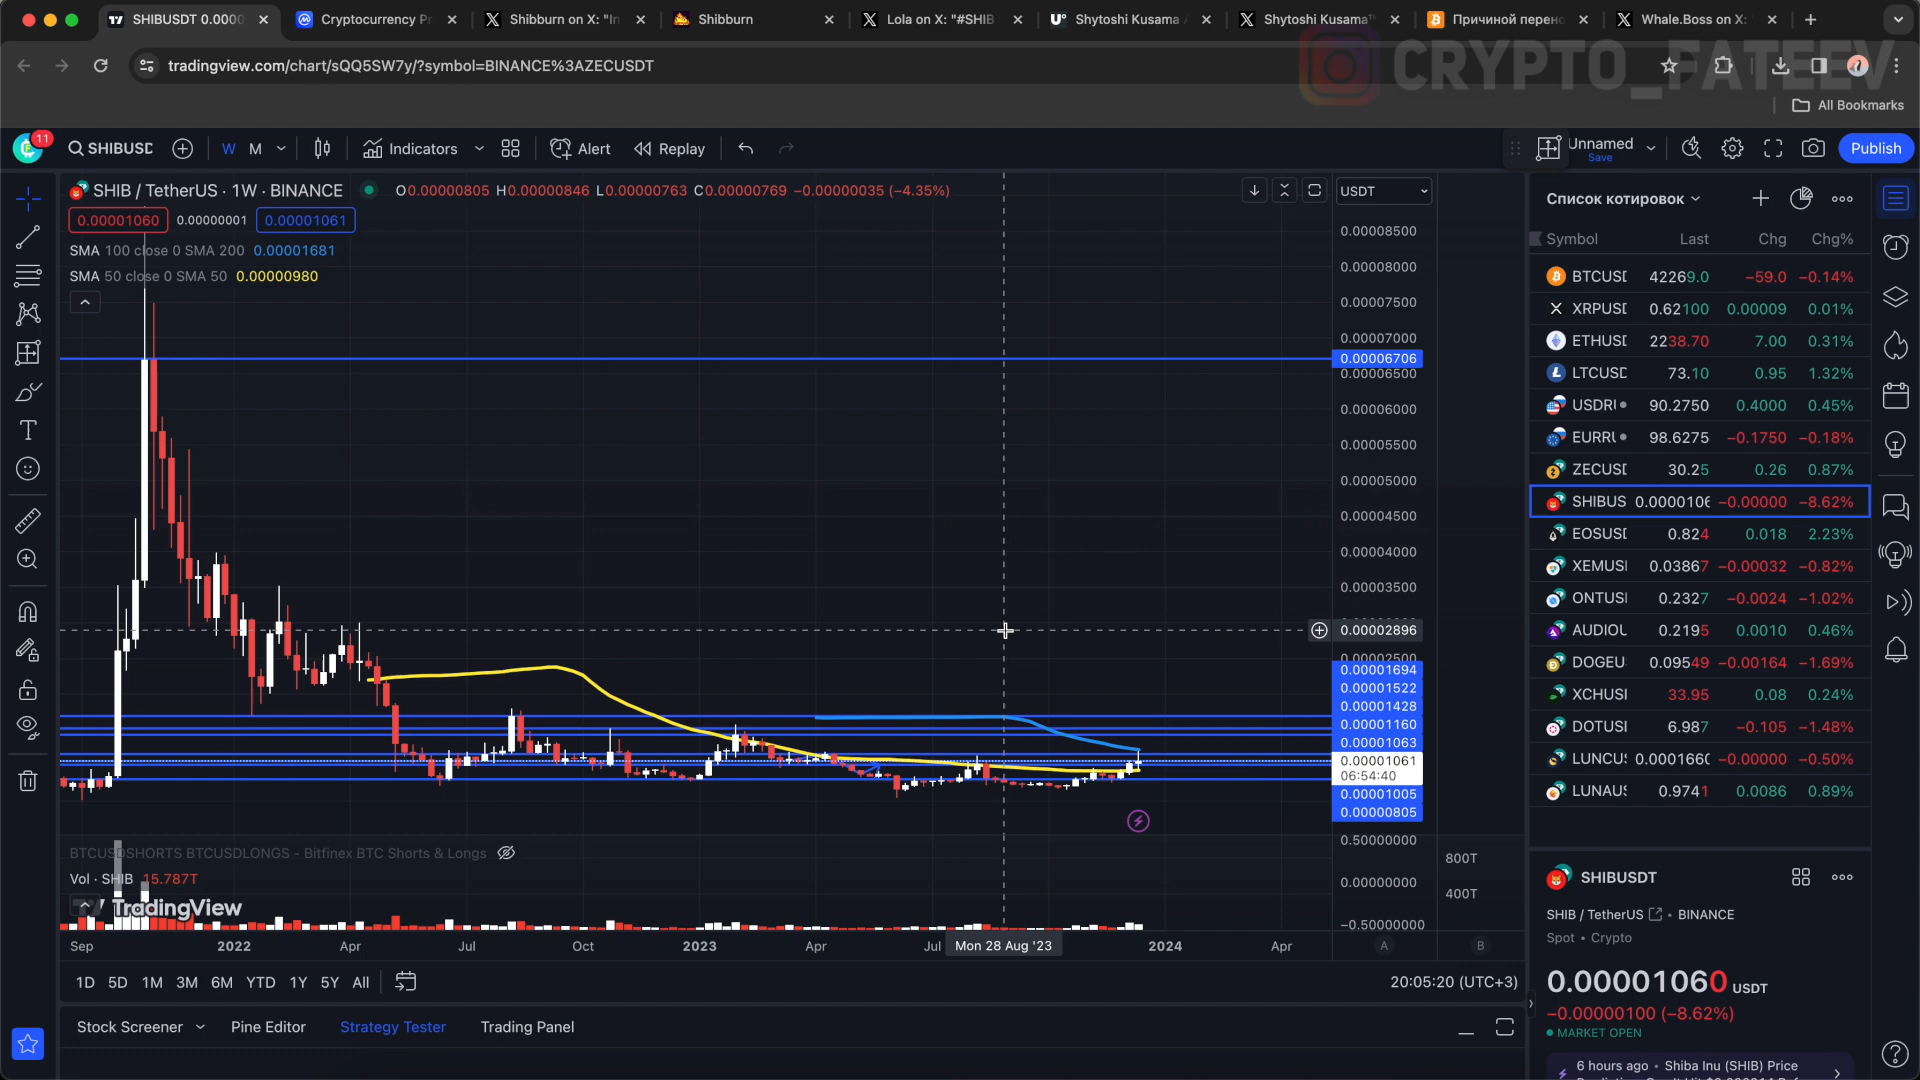 SHIBUSDT 0.0000
Cryptocurrency Pr
Shibburn on X: "In
Shibburn
Lola on X: "#SHIB
Shytoshi Kusama
Shytoshi Kusama
Причиной перено
Whale.Boss on X:
tradingview.com/chart/sQQ5SW7y/?symbol=BINANCE%3AZECUSDT
CRYPTO_FATEEV
All Bookmarks
11
SHIBUSD
W
M
Indicators
Alert
Replay
Unnamed
Save
Publish
SHIB / TetherUS · 1W · BINANCE
O0.00000805 H0.00000846 L0.00000763 C0.00000769 −0.00000035 (−4.35%)
USDT
0.00001060
0.00000001
0.00001061
SMA 100 close 0 SMA 200 0.00001681
SMA 50 close 0 SMA 50 0.00000980
0.00008500
0.00008000
0.00007500
0.00007000
0.00006706
0.00006500
0.00006000
0.00005500
0.00005000
0.00004500
0.00004000
0.00003500
0.00002896
0.00002500
0.00001694
0.00001522
0.00001428
0.00001160
0.00001063
0.00001061
06:54:40
0.00001005
0.00000805
0.50000000
0.00000000
−0.50000000
800T
400T
BTCUSDSHORTS BTCUSDLONGS - Bitfinex BTC Shorts & Longs
Vol · SHIB 15.787T
TradingView
Sep
2022
Apr
Jul
Oct
2023
Apr
Jul
Mon 28 Aug '23
2024
Apr
A
B
1D 5D 1M 3M 6M YTD 1Y 5Y All
20:05:20 (UTC+3)
Stock Screener
Pine Editor
Strategy Tester
Trading Panel
Список котировок
Symbol Last Chg Chg%
BTCUSD 42269.0 −59.0 −0.14%
XRPUSD 0.62100 0.00009 0.01%
ETHUSD 2238.70 7.00 0.31%
LTCUSD 73.10 0.95 1.32%
USDRU 90.2750 0.4000 0.45%
EURRU 98.6275 −0.1750 −0.18%
ZECUSD 30.25 0.26 0.87%
SHIBUS 0.0000106 −0.00000 −8.62%
EOSUSD 0.824 0.018 2.23%
XEMUSD 0.03867 −0.00032 −0.82%
ONTUSD 0.2327 −0.0024 −1.02%
AUDIOU 0.2195 0.0010 0.46%
DOGEU 0.09549 −0.00164 −1.69%
XCHUSD 33.95 0.08 0.24%
DOTUSD 6.987 −0.105 −1.48%
LUNCUS 0.0001660 −0.00000 −0.50%
LUNAUS 0.9741 0.0086 0.89%
SHIBUSDT
SHIB / TetherUS · BINANCE
Spot · Crypto
0.00001060 USDT
−0.00000100 (−8.62%)
MARKET OPEN
6 hours ago · Shiba Inu (SHIB) Price